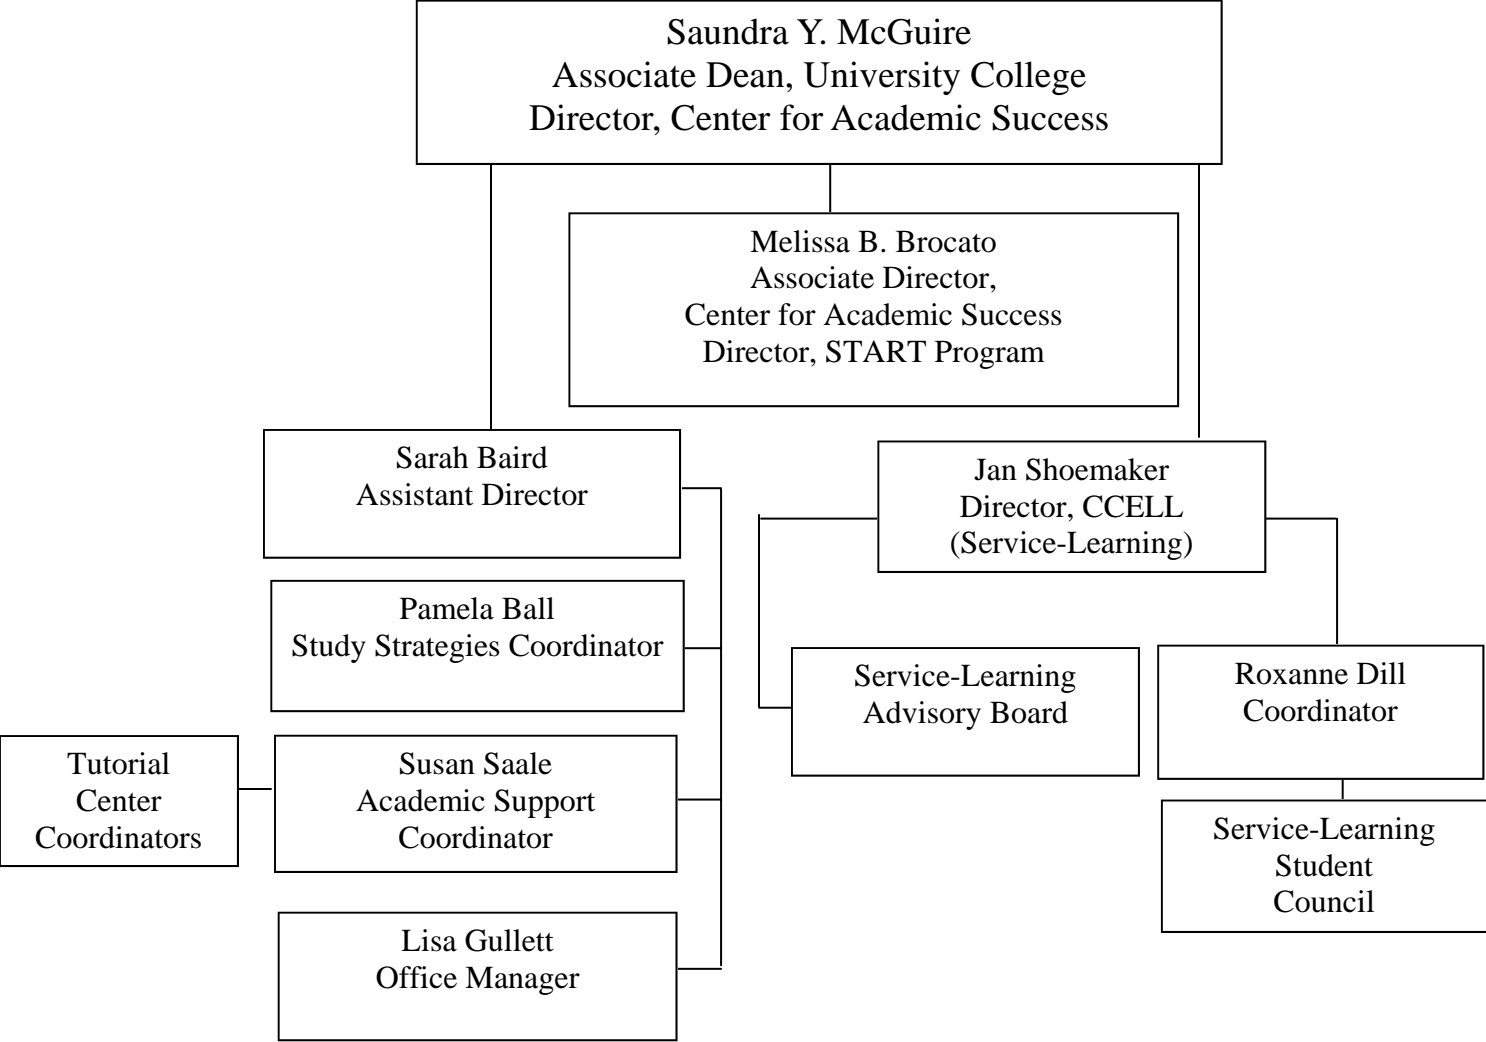 Saundra Y. McGuire
Associate Dean, University College
Director, Center for Academic Success
Melissa B. Brocato
Associate Director,
Center for Academic Success
Director, START Program
Sarah Baird
Assistant Director
Pamela Ball
Study Strategies Coordinator
Tutorial
Center
Coordinators
Susan Saale
Academic Support
Coordinator
Lisa Gullett
Office Manager
Jan Shoemaker
Director, CCELL
(Service-Learning)
Service-Learning
Advisory Board
Roxanne Dill
Coordinator
Service-Learning
Student
Council